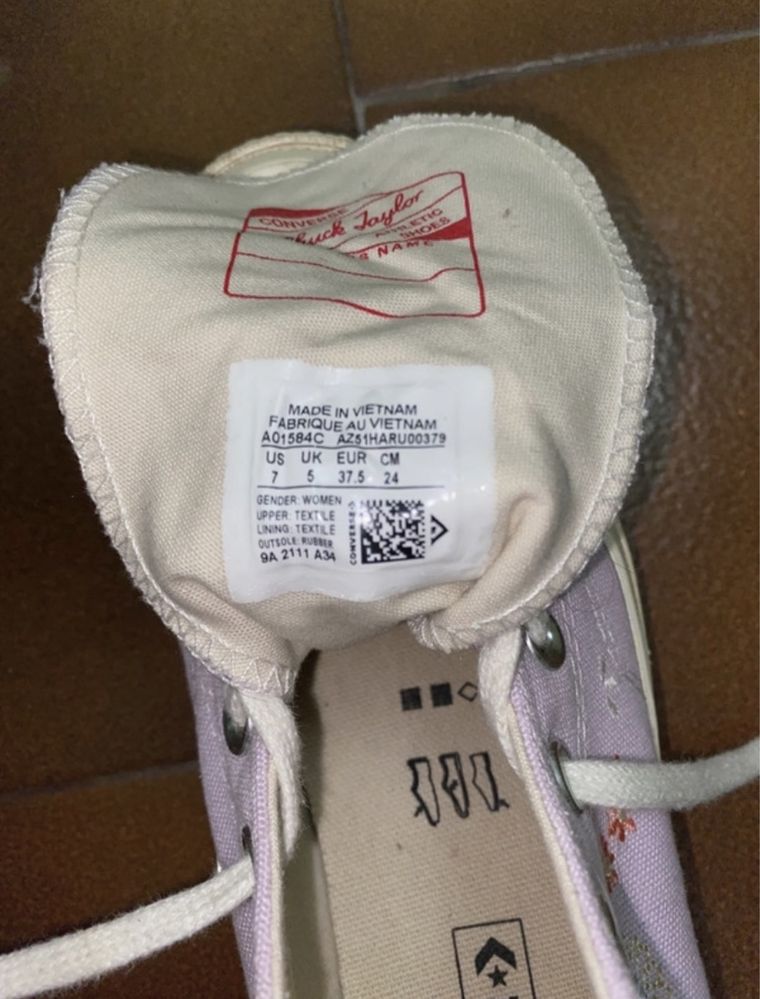 CONVERSE
Chuck Taylor
ATHLETIC
SHOES
NAME
MADE IN VIETNAM
FABRIQUE AU VIETNAM
A01584C AZ51HARU00379
US UK EUR CM
7 5 37.5 24
GENDER: WOMEN
UPPER: TEXTILE
LINING: TEXTILE
OUTSOLE: RUBBER
9A 2111 A34
CONVERSE